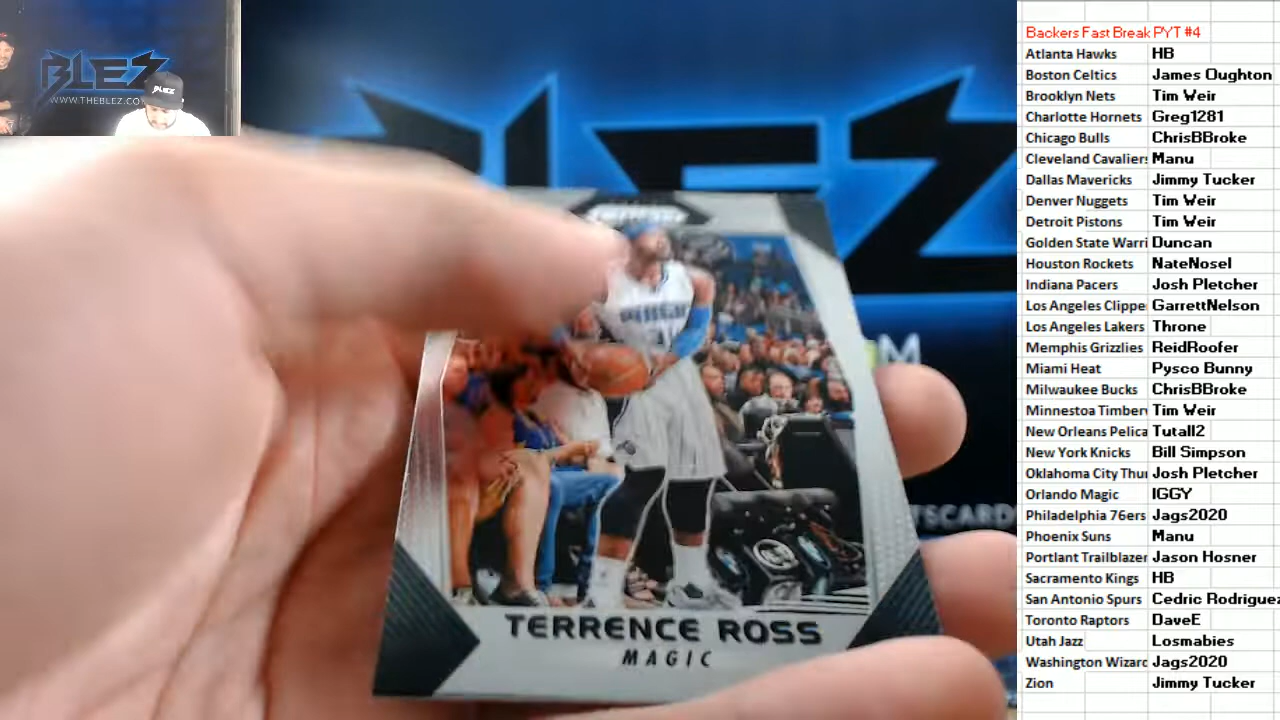 BLEZ
WWW.THEBLEZ.CO
BLEZ
TERRENCE ROSS
MAGIC
Backers Fast Break PYT #4
Atlanta Hawks HB
Boston Celtics James Oughton
Brooklyn Nets Tim Weir
Charlotte Hornets Greg1281
Chicago Bulls ChrisBBroke
Cleveland Cavaliers Manu
Dallas Mavericks Jimmy Tucker
Denver Nuggets Tim Weir
Detroit Pistons Tim Weir
Golden State Warri Duncan
Houston Rockets NateNosel
Indiana Pacers Josh Pletcher
Los Angeles Clippe GarrettNelson
Los Angeles Lakers Throne
Memphis Grizzlies ReidRoofer
Miami Heat Pysco Bunny
Milwaukee Bucks ChrisBBroke
Minnestoa Timberv Tim Weir
New Orleans Pelica Tutall2
New York Knicks Bill Simpson
Oklahoma City Thu Josh Pletcher
Orlando Magic IGGY
Philadelphia 76ers Jags2020
Phoenix Suns Manu
Portlant Trailblazer Jason Hosner
Sacramento Kings HB
San Antonio Spurs Cedric Rodriguez
Toronto Raptors DaveE
Utah Jazz Losmabies
Washington Wizard Jags2020
Zion Jimmy Tucker